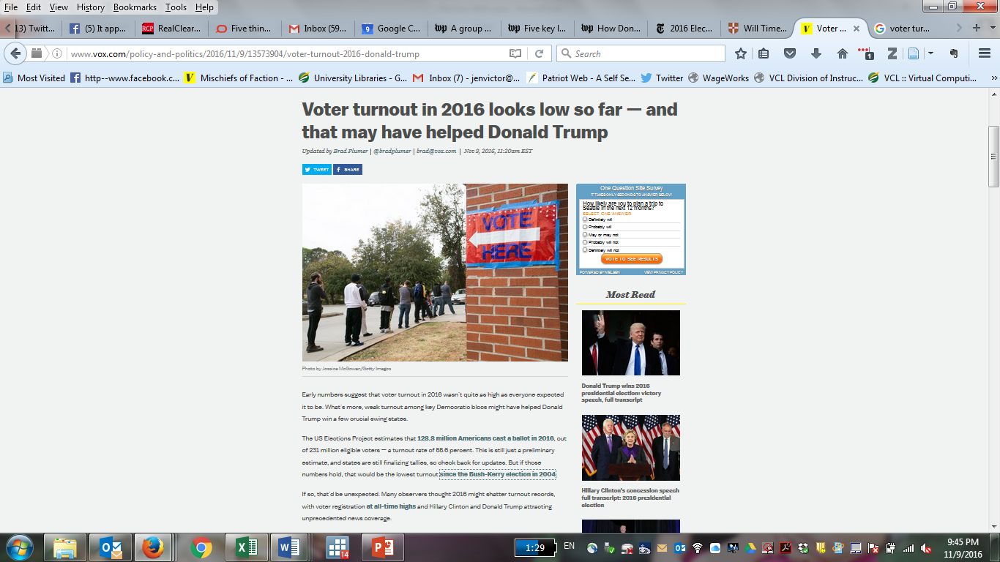 File Edit View History Bookmarks Tools Help
13) Twitt... (5) It app... RealClear... Five thin... Inbox (59... Google C... A group ... Five key l... How Don... 2016 Elec... Will Time... Voter ... voter tur...
www.vox.com/policy-and-politics/2016/11/9/13573904/voter-turnout-2016-donald-trump Search 1
Most Visited http--www.facebook.c... Mischiefs of Faction - ... University Libraries - G... Inbox (7) - jenvictor@... Patriot Web - A Self Se... Twitter WageWorks VCL Division of Instruc... VCL :: Virtual Computi...
Voter turnout in 2016 looks low so far — and
that may have helped Donald Trump
Updated by Brad Plumer | @bradplumer | brad@vox.com | Nov 9, 2016, 11:20am EST
TWEET SHARE
VOTE
HERE
Photo by Jessica McGowan/Getty Images
Early numbers suggest that voter turnout in 2016 wasn't quite as high as everyone expected
it to be. What's more, weak turnout among key Democratic blocs might have helped Donald
Trump win a few crucial swing states.
The US Elections Project estimates that 128.8 million Americans cast a ballot in 2016, out
of 231 million eligible voters — a turnout rate of 55.6 percent. This is still just a preliminary
estimate, and states are still finalizing tallies, so check back for updates. But if those
numbers hold, that would be the lowest turnout since the Bush-Kerry election in 2004.
If so, that'd be unexpected. Many observers thought 2016 might shatter turnout records,
with voter registration at all-time highs and Hillary Clinton and Donald Trump attracting
unprecedented news coverage.
One Question Site Survey
IT TAKES ONLY SECONDS TO ANSWER BELOW
How likely are you to plan a trip to
Seattle in the next 12 months?
SELECT ONE ANSWER
Definitely will
Probably will
May or may not
Probably will not
Definitely will not
VOTE TO SEE RESULTS
POWERED BY NIELSEN VIEW PRIVACY POLICY
Most Read
Donald Trump wins 2016
presidential election: victory
speech, full transcript
Hillary Clinton's concession speech
full transcript: 2016 presidential
election
14 1:29 EN 9:45 PM
11/9/2016